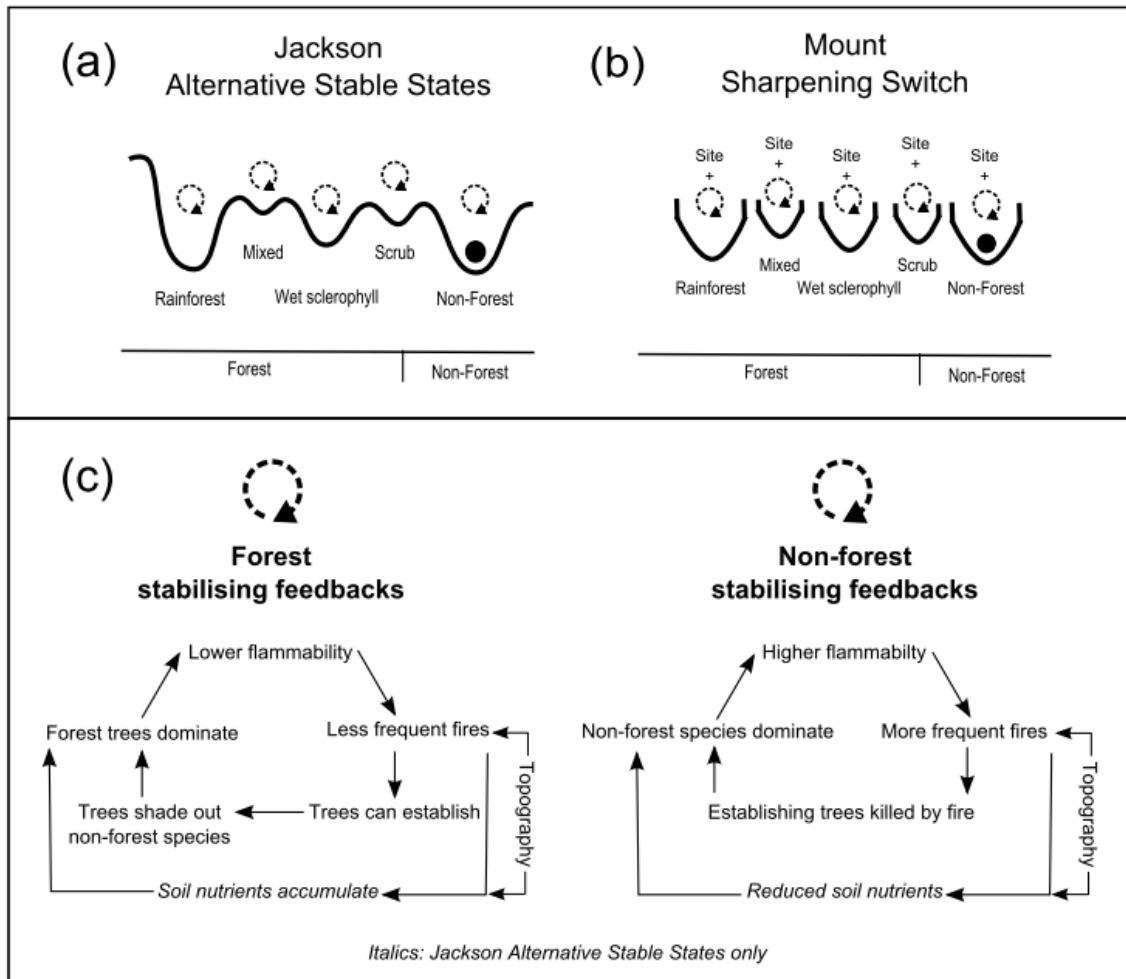 (a)
Jackson
Alternative Stable States
Mixed
Scrub
Rainforest
Wet sclerophyll
Non-Forest
Forest
Non-Forest
(b)
Mount
Sharpening Switch
Site
+
Site
+
Site
+
Site
+
Site
+
Mixed
Scrub
Rainforest
Wet sclerophyll
Non-Forest
Forest
Non-Forest
(c)
Forest
stabilising feedbacks
Lower flammability
Forest trees dominate
Less frequent fires
Trees shade out
non-forest species
Trees can establish
Topography
Soil nutrients accumulate
Non-forest
stabilising feedbacks
Higher flammabilty
Non-forest species dominate
More frequent fires
Establishing trees killed by fire
Topography
Reduced soil nutrients
Italics: Jackson Alternative Stable States only